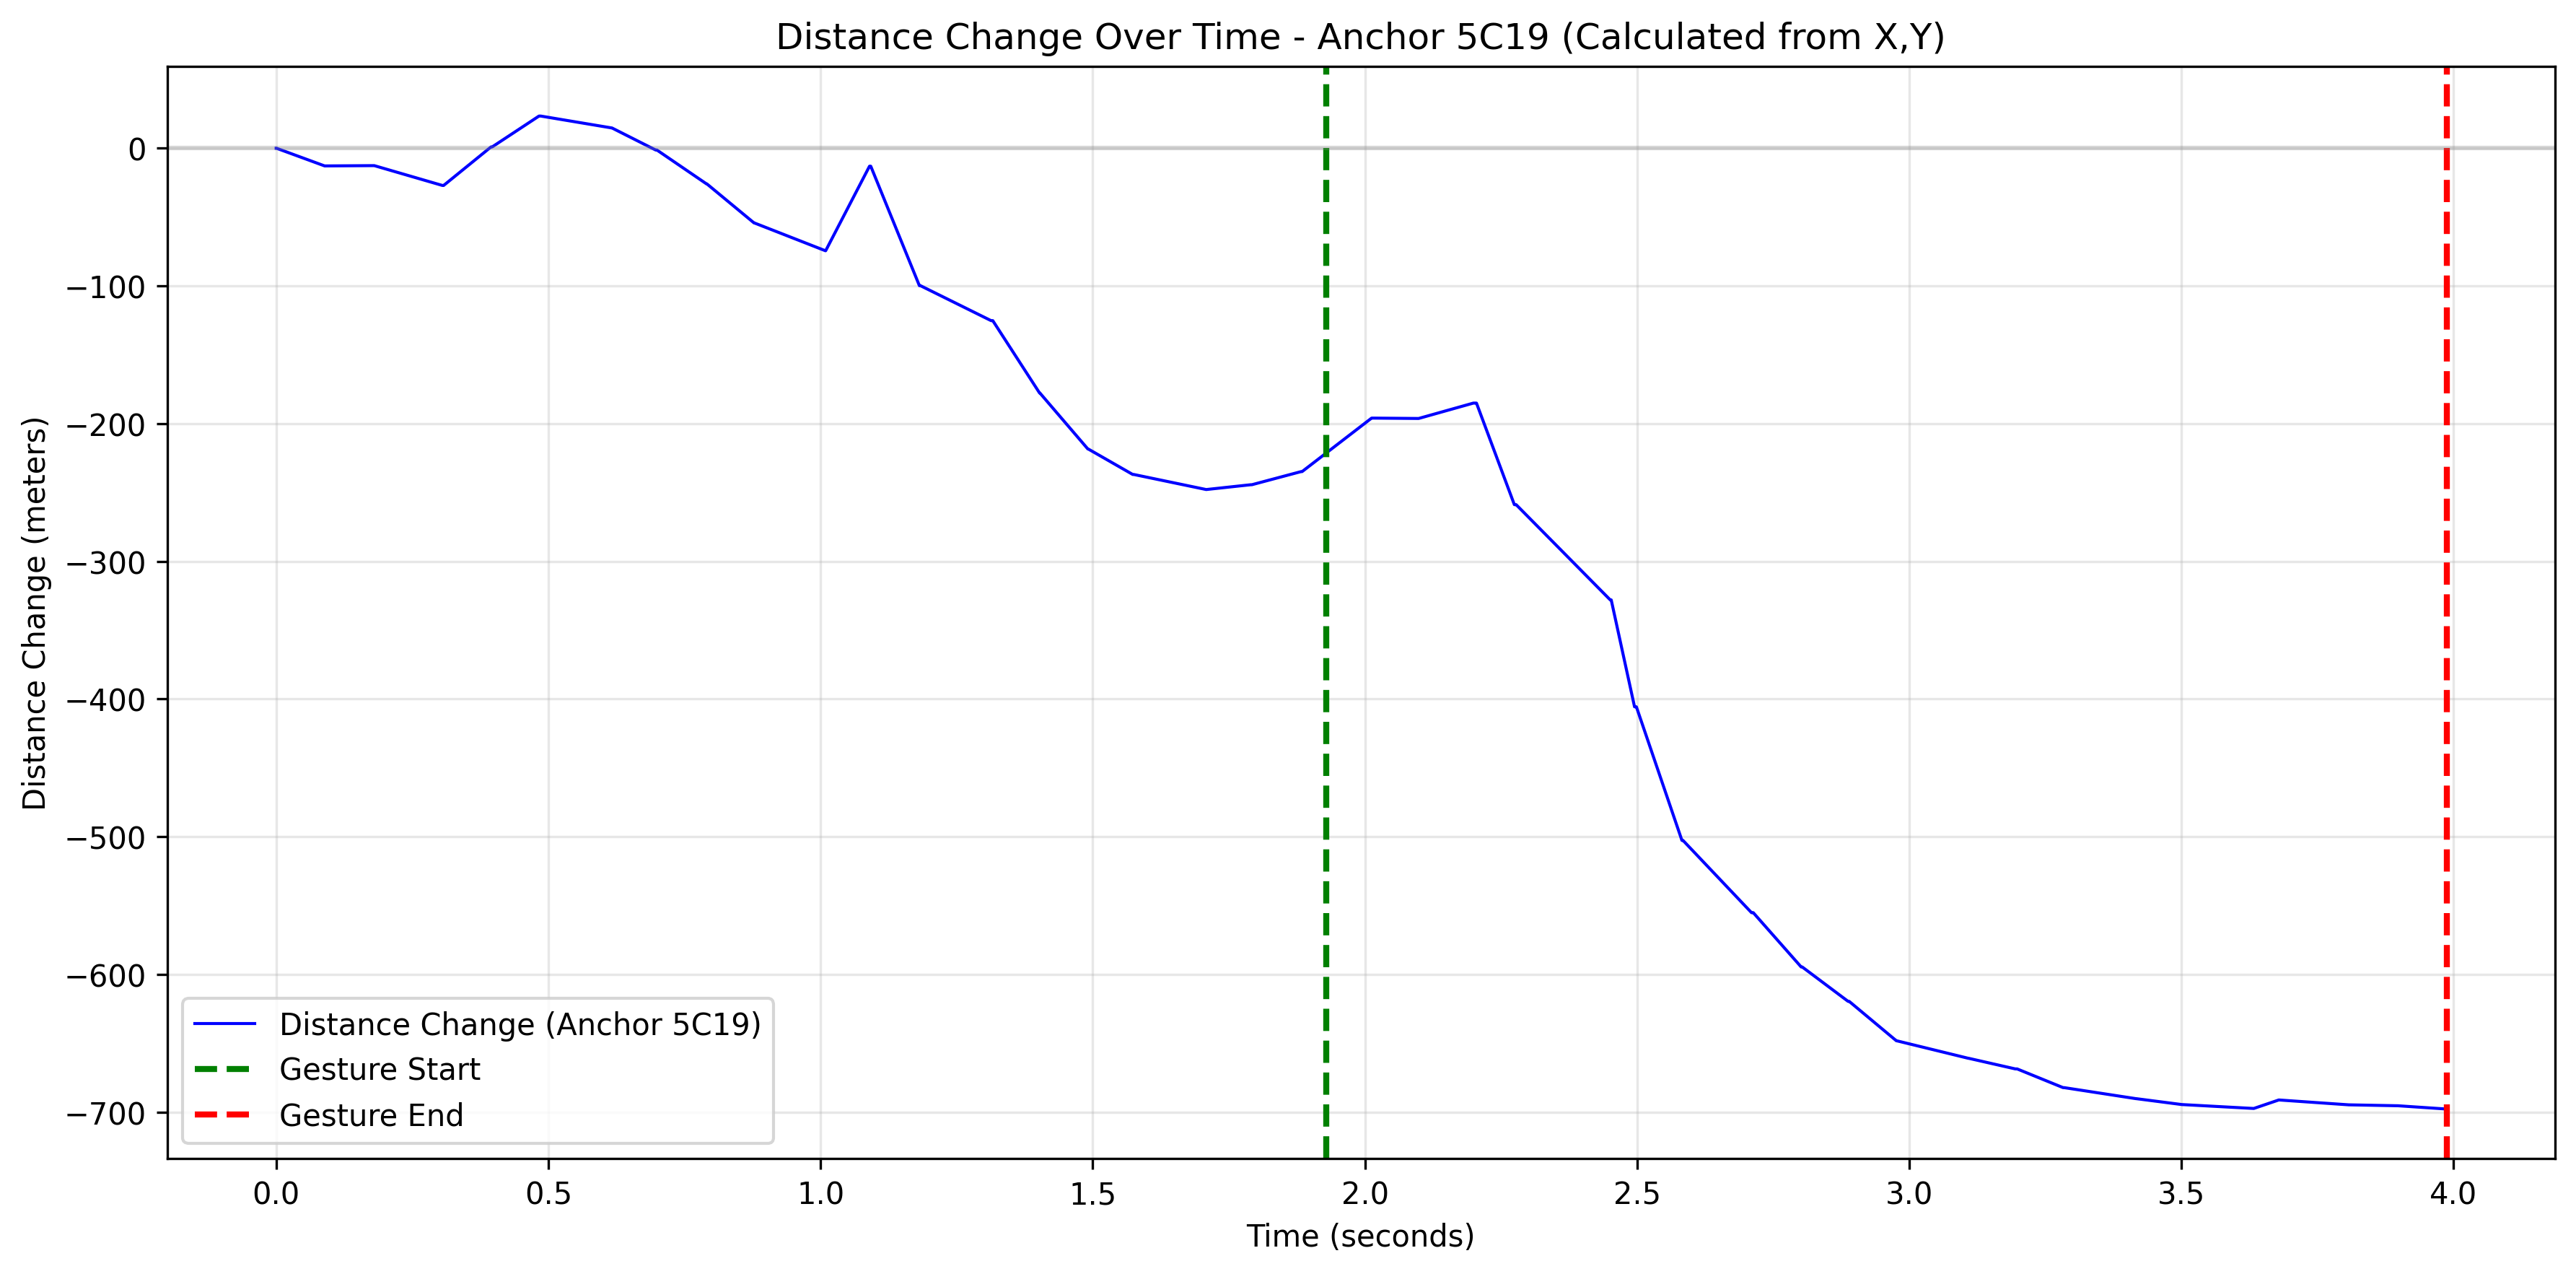 Distance Change Over Time - Anchor 5C19 (Calculated from X,Y)
Distance Change (meters)
0
−100
−200
−300
−400
−500
−600
−700
Distance Change (Anchor 5C19)
Gesture Start
Gesture End
0.0 0.5 1.0 1.5 2.0 2.5 3.0 3.5 4.0
Time (seconds)